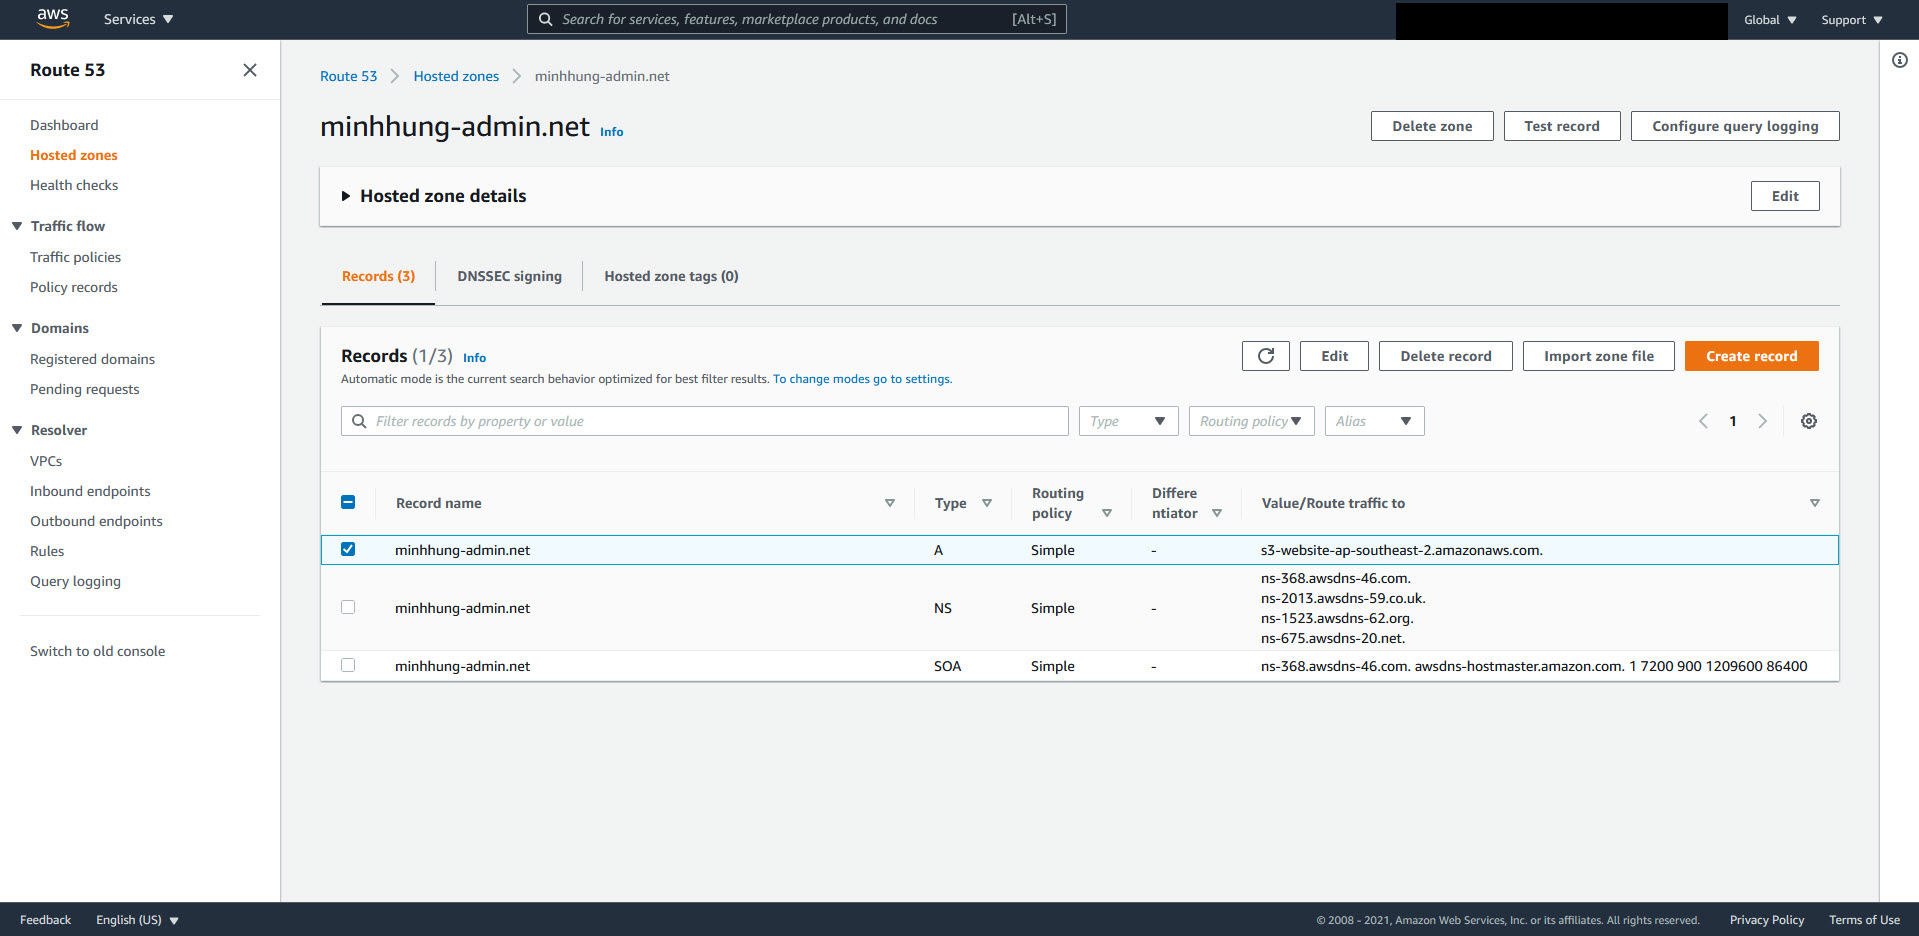 aws Services Search for services, features, marketplace products, and docs [Alt+S] Global Support
Route 53
Dashboard
Hosted zones
Health checks
Traffic flow
Traffic policies
Policy records
Domains
Registered domains
Pending requests
Resolver
VPCs
Inbound endpoints
Outbound endpoints
Rules
Query logging
Switch to old console
Route 53 Hosted zones minhhung-admin.net
minhhung-admin.net Info Delete zone Test record Configure query logging
Hosted zone details Edit
Records (3) DNSSEC signing Hosted zone tags (0)
Records (1/3) Info Edit Delete record Import zone file Create record
Automatic mode is the current search behavior optimized for best filter results. To change modes go to settings.
Filter records by property or value Type Routing policy Alias 1
Record name Type Routing policy Differe ntiator Value/Route traffic to
minhhung-admin.net A Simple - s3-website-ap-southeast-2.amazonaws.com.
minhhung-admin.net NS Simple - ns-368.awsdns-46.com.
ns-2013.awsdns-59.co.uk.
ns-1523.awsdns-62.org.
ns-675.awsdns-20.net.
minhhung-admin.net SOA Simple - ns-368.awsdns-46.com. awsdns-hostmaster.amazon.com. 1 7200 900 1209600 86400
Feedback English (US) © 2008 - 2021, Amazon Web Services, Inc. or its affiliates. All rights reserved. Privacy Policy Terms of Use